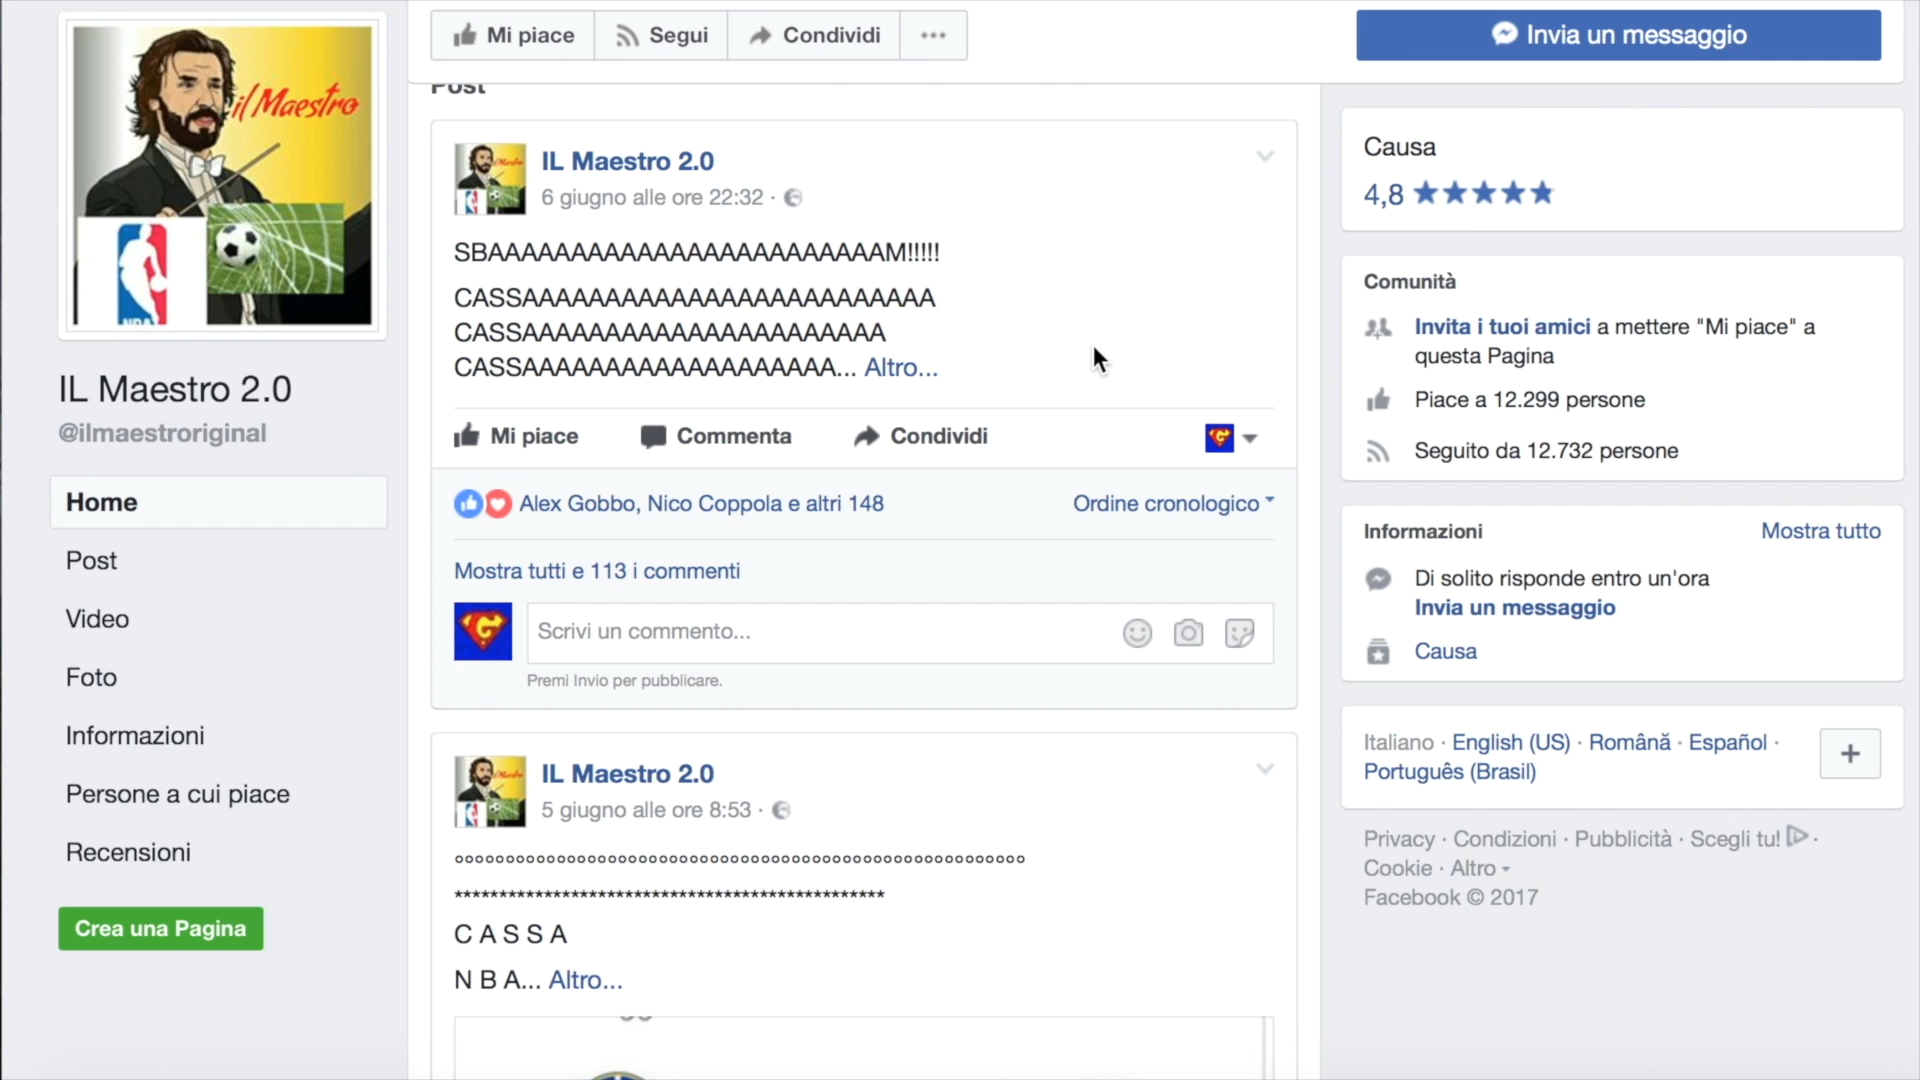 il Maestro
NBA
IL Maestro 2.0
@ilmaestroriginal
Home
Post
Video
Foto
Informazioni
Persone a cui piace
Recensioni
Crea una Pagina
Mi piace
Segui
Condividi
Invia un messaggio
Post
IL Maestro 2.0
6 giugno alle ore 22:32 ·
SBAAAAAAAAAAAAAAAAAAAAAAAAM!!!!!
CASSAAAAAAAAAAAAAAAAAAAAAAAAA
CASSAAAAAAAAAAAAAAAAAAAAAA
CASSAAAAAAAAAAAAAAAAAAA... Altro...
Mi piace
Commenta
Condividi
Alex Gobbo, Nico Coppola e altri 148
Ordine cronologico
Mostra tutti e 113 i commenti
Scrivi un commento...
Premi Invio per pubblicare.
IL Maestro 2.0
5 giugno alle ore 8:53 ·
°°°°°°°°°°°°°°°°°°°°°°°°°°°°°°°°°°°°°°°°°°°°°°°°°°°°°°°°
************************************************
C A S S A
N B A... Altro...
Causa
4,8
Comunità
Invita i tuoi amici a mettere "Mi piace" a
questa Pagina
Piace a 12.299 persone
Seguito da 12.732 persone
Informazioni
Mostra tutto
Di solito risponde entro un'ora
Invia un messaggio
Causa
Italiano · English (US) · Română · Español ·
Português (Brasil)
Privacy · Condizioni · Pubblicità · Scegli tu! ·
Cookie · Altro
Facebook © 2017